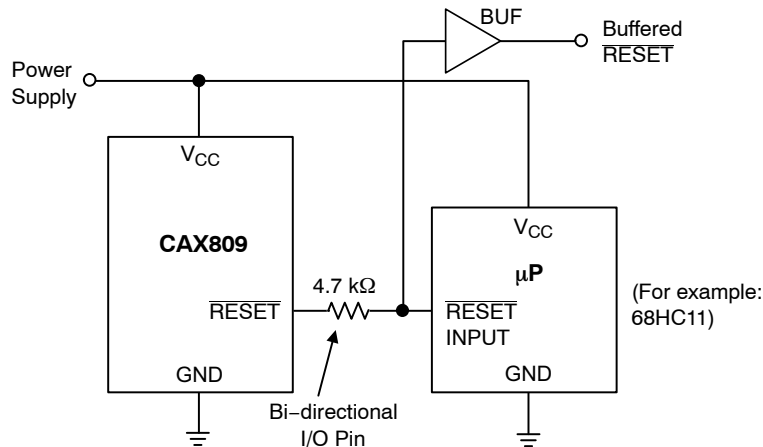 BUF
Buffered
RESET
Power
Supply
VCC
CAX809
RESET
GND
4.7 kΩ
Bi−directional
I/O Pin
VCC
μP
RESET
INPUT
GND
(For example:
68HC11)